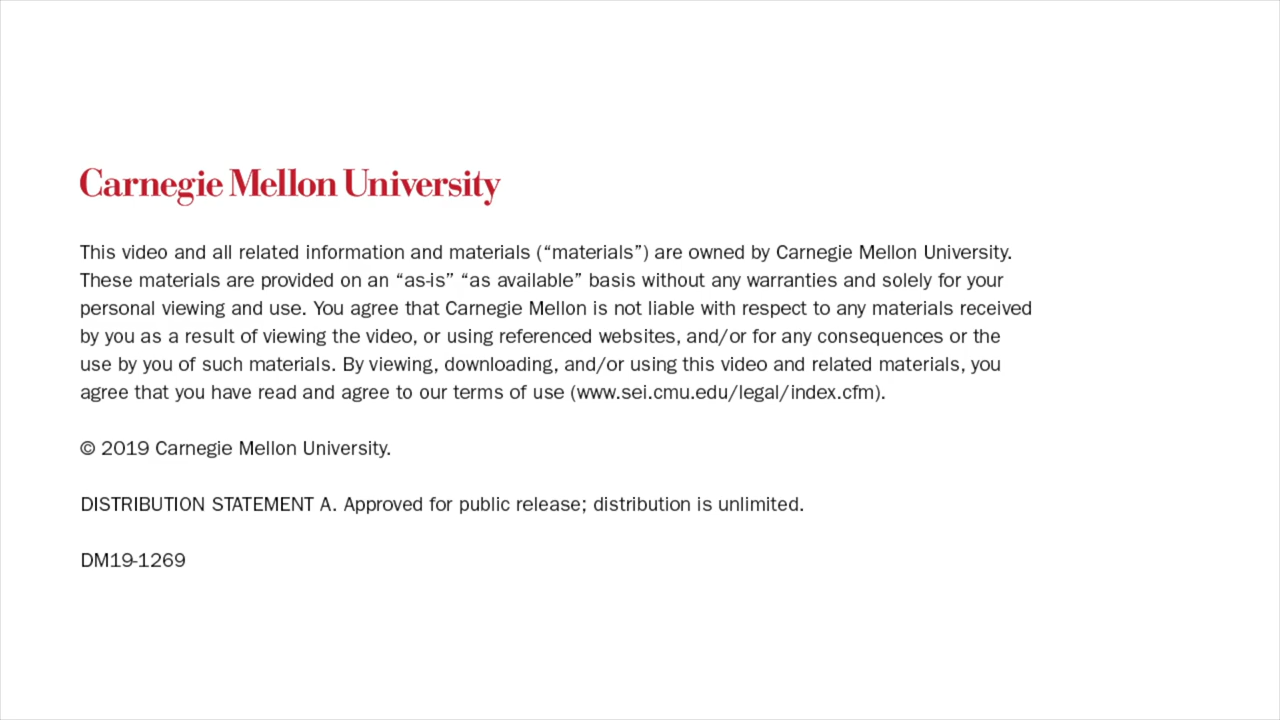 Carnegie Mellon University
This video and all related information and materials (“materials”) are owned by Carnegie Mellon University.
These materials are provided on an “as-is” “as available” basis without any warranties and solely for your
personal viewing and use. You agree that Carnegie Mellon is not liable with respect to any materials received
by you as a result of viewing the video, or using referenced websites, and/or for any consequences or the
use by you of such materials. By viewing, downloading, and/or using this video and related materials, you
agree that you have read and agree to our terms of use (www.sei.cmu.edu/legal/index.cfm).
© 2019 Carnegie Mellon University.
DISTRIBUTION STATEMENT A. Approved for public release; distribution is unlimited.
DM19-1269